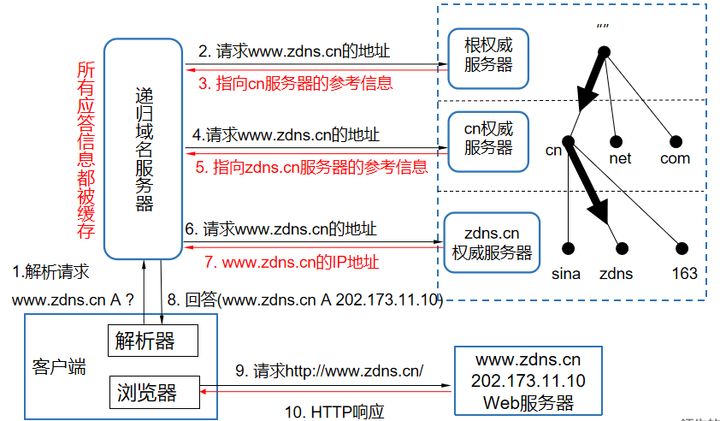 所有应答信息都被缓存
递归域名服务器
2. 请求www.zdns.cn的地址
3. 指向cn服务器的参考信息
根权威
服务器
“”
4.请求www.zdns.cn的地址
5. 指向zdns.cn服务器的参考信息
cn权威
服务器
cn
net
com
6. 请求www.zdns.cn的地址
7. www.zdns.cn的IP地址
zdns.cn
权威服务器
sina
zdns
163
1.解析请求
www.zdns.cn A ?
8. 回答(www.zdns.cn A 202.173.11.10)
客户端
解析器
浏览器
9. 请求http://www.zdns.cn/
10. HTTP响应
www.zdns.cn
202.173.11.10
Web服务器